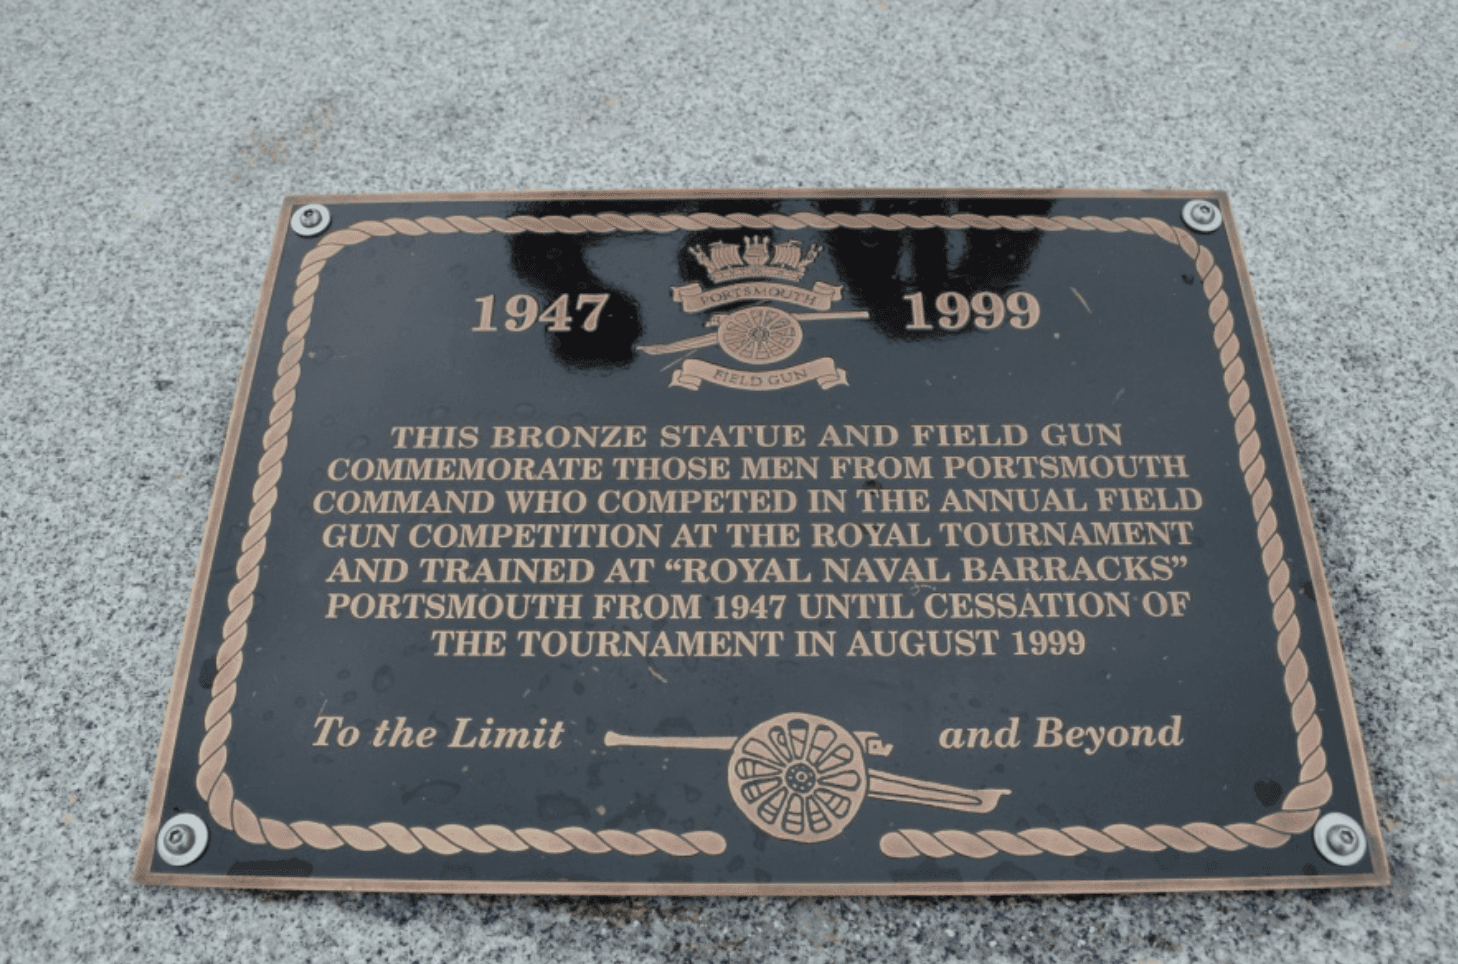 1947 1999
PORTSMOUTH
FIELD GUN
THIS BRONZE STATUE AND FIELD GUN
COMMEMORATE THOSE MEN FROM PORTSMOUTH
COMMAND WHO COMPETED IN THE ANNUAL FIELD
GUN COMPETITION AT THE ROYAL TOURNAMENT
AND TRAINED AT “ROYAL NAVAL BARRACKS”
PORTSMOUTH FROM 1947 UNTIL CESSATION OF
THE TOURNAMENT IN AUGUST 1999
To the Limit and Beyond